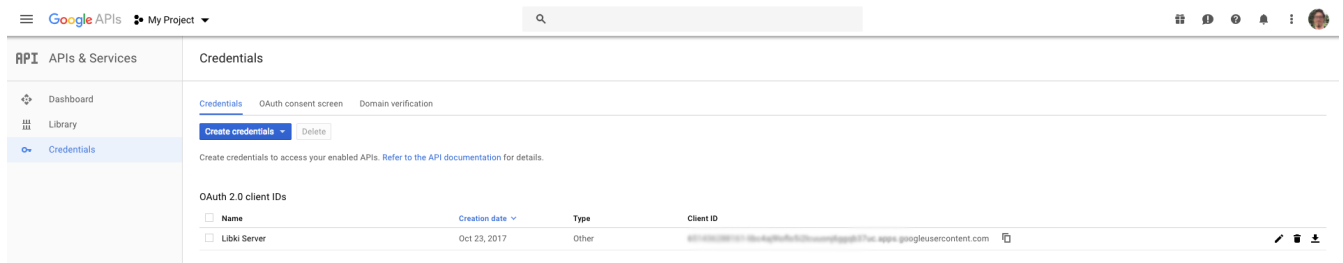 Google APIs My Project
API APIs & Services
Credentials
Dashboard
Library
Credentials
Credentials OAuth consent screen Domain verification
Create credentials Delete
Create credentials to access your enabled APIs. Refer to the API documentation for details.
OAuth 2.0 client IDs
Name Creation date Type Client ID
Libki Server Oct 23, 2017 Other .apps.googleusercontent.com